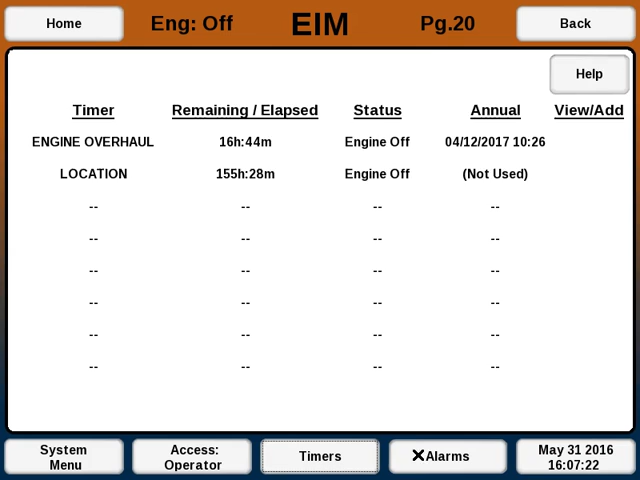 Home Eng: Off EIM Pg.20 Back
Help
Timer Remaining / Elapsed Status Annual View/Add
ENGINE OVERHAUL 16h:44m Engine Off 04/12/2017 10:26
LOCATION 155h:28m Engine Off (Not Used)
-- -- -- --
-- -- -- --
-- -- -- --
-- -- -- --
-- -- -- --
-- -- -- --
System Menu
Access: Operator
Timers
XAlarms
May 31 2016
16:07:22